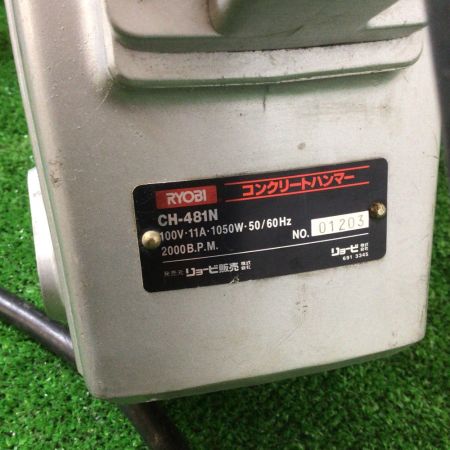 RYOBI コンクリートハンマー
CH-481N
100V·11A·1050W·50/60Hz NO. 01203
2000B.P.M.
発売元 リョービ販売 株式会社 リョービ 株式会社
691 3345